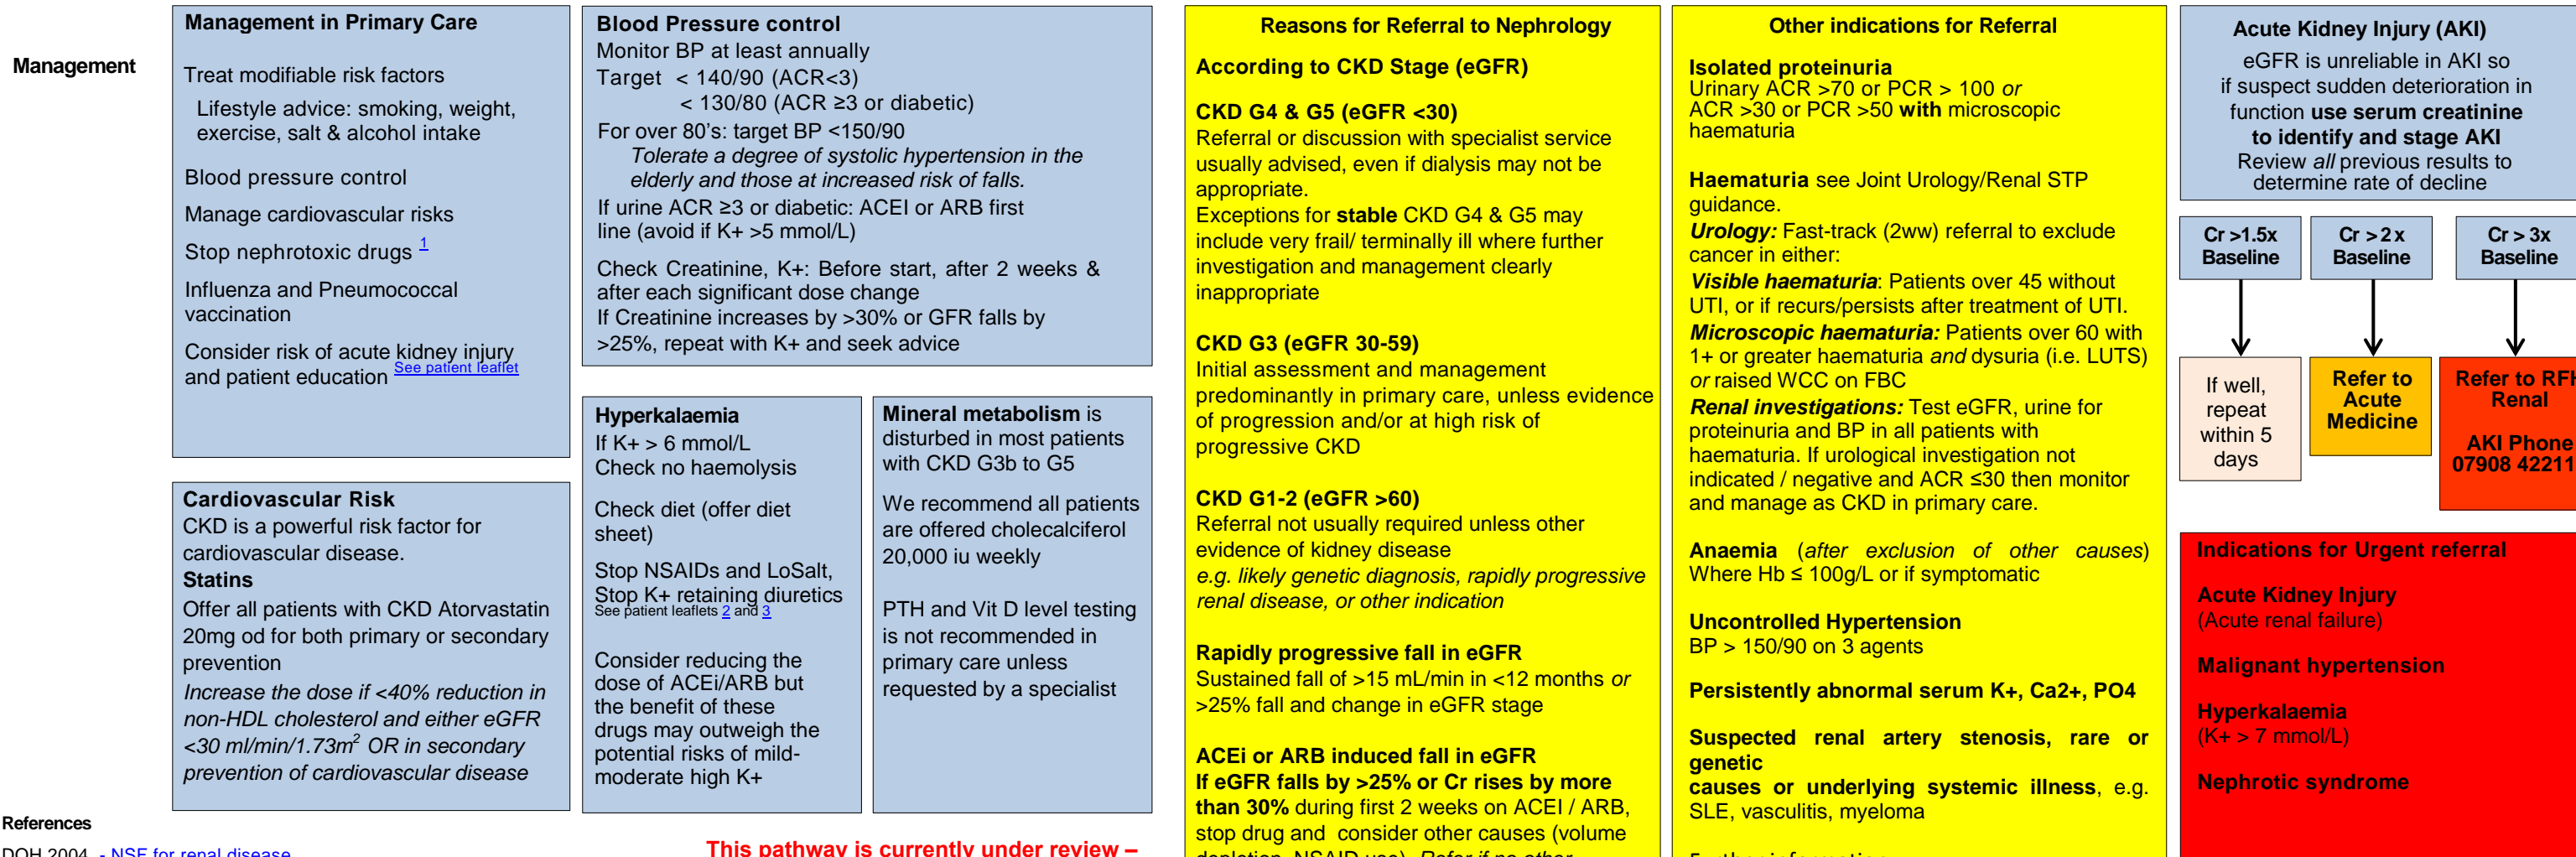 Management
Management in Primary Care
Treat modifiable risk factors
Lifestyle advice: smoking, weight,
exercise, salt & alcohol intake
Blood pressure control
Manage cardiovascular risks
Stop nephrotoxic drugs 1
Influenza and Pneumococcal
vaccination
Consider risk of acute kidney injury
and patient education See patient leaflet
Cardiovascular Risk
CKD is a powerful risk factor for
cardiovascular disease.
Statins
Offer all patients with CKD Atorvastatin
20mg od for both primary or secondary
prevention
Increase the dose if <40% reduction in
non-HDL cholesterol and either eGFR
<30 ml/min/1.73m² OR in secondary
prevention of cardiovascular disease
Blood Pressure control
Monitor BP at least annually
Target < 140/90 (ACR<3)
< 130/80 (ACR ≥3 or diabetic)
For over 80's: target BP <150/90
Tolerate a degree of systolic hypertension in the
elderly and those at increased risk of falls.
If urine ACR ≥3 or diabetic: ACEI or ARB first
line (avoid if K+ >5 mmol/L)
Check Creatinine, K+: Before start, after 2 weeks &
after each significant dose change
If Creatinine increases by >30% or GFR falls by
>25%, repeat with K+ and seek advice
Hyperkalaemia
If K+ > 6 mmol/L
Check no haemolysis
Check diet (offer diet
sheet)
Stop NSAIDs and LoSalt,
Stop K+ retaining diuretics
See patient leaflets 2 and 3
Consider reducing the
dose of ACEi/ARB but
the benefit of these
drugs may outweigh the
potential risks of mild-
moderate high K+
Mineral metabolism is
disturbed in most patients
with CKD G3b to G5
We recommend all patients
are offered cholecalciferol
20,000 iu weekly
PTH and Vit D level testing
is not recommended in
primary care unless
requested by a specialist
Reasons for Referral to Nephrology
According to CKD Stage (eGFR)
CKD G4 & G5 (eGFR <30)
Referral or discussion with specialist service
usually advised, even if dialysis may not be
appropriate.
Exceptions for stable CKD G4 & G5 may
include very frail/ terminally ill where further
investigation and management clearly
inappropriate
CKD G3 (eGFR 30-59)
Initial assessment and management
predominantly in primary care, unless evidence
of progression and/or at high risk of
progressive CKD
CKD G1-2 (eGFR >60)
Referral not usually required unless other
evidence of kidney disease
e.g. likely genetic diagnosis, rapidly progressive
renal disease, or other indication
Rapidly progressive fall in eGFR
Sustained fall of >15 mL/min in <12 months or
>25% fall and change in eGFR stage
ACEi or ARB induced fall in eGFR
If eGFR falls by >25% or Cr rises by more
than 30% during first 2 weeks on ACEI / ARB,
stop drug and consider other causes (volume
depletion, NSAID use). Refer if no other
Other indications for Referral
Isolated proteinuria
Urinary ACR >70 or PCR > 100 or
ACR >30 or PCR >50 with microscopic
haematuria
Haematuria see Joint Urology/Renal STP
guidance.
Urology: Fast-track (2ww) referral to exclude
cancer in either:
Visible haematuria: Patients over 45 without
UTI, or if recurs/persists after treatment of UTI.
Microscopic haematuria: Patients over 60 with
1+ or greater haematuria and dysuria (i.e. LUTS)
or raised WCC on FBC
Renal investigations: Test eGFR, urine for
proteinuria and BP in all patients with
haematuria. If urological investigation not
indicated / negative and ACR ≤30 then monitor
and manage as CKD in primary care.
Anaemia (after exclusion of other causes)
Where Hb ≤ 100g/L or if symptomatic
Uncontrolled Hypertension
BP > 150/90 on 3 agents
Persistently abnormal serum K+, Ca2+, PO4
Suspected renal artery stenosis, rare or
genetic
causes or underlying systemic illness, e.g.
SLE, vasculitis, myeloma
Further information
Acute Kidney Injury (AKI)
eGFR is unreliable in AKI so
if suspect sudden deterioration in
function use serum creatinine
to identify and stage AKI
Review all previous results to
determine rate of decline
Cr >1.5x
Baseline
Cr > 2 x
Baseline
Cr > 3x
Baseline
If well,
repeat
within 5
days
Refer to
Acute
Medicine
Refer to RFH
Renal
AKI Phone
07908 42211
Indications for Urgent referral
Acute Kidney Injury
(Acute renal failure)
Malignant hypertension
Hyperkalaemia
(K+ > 7 mmol/L)
Nephrotic syndrome
References
DOH 2004 - NSF for renal disease
This pathway is currently under review –